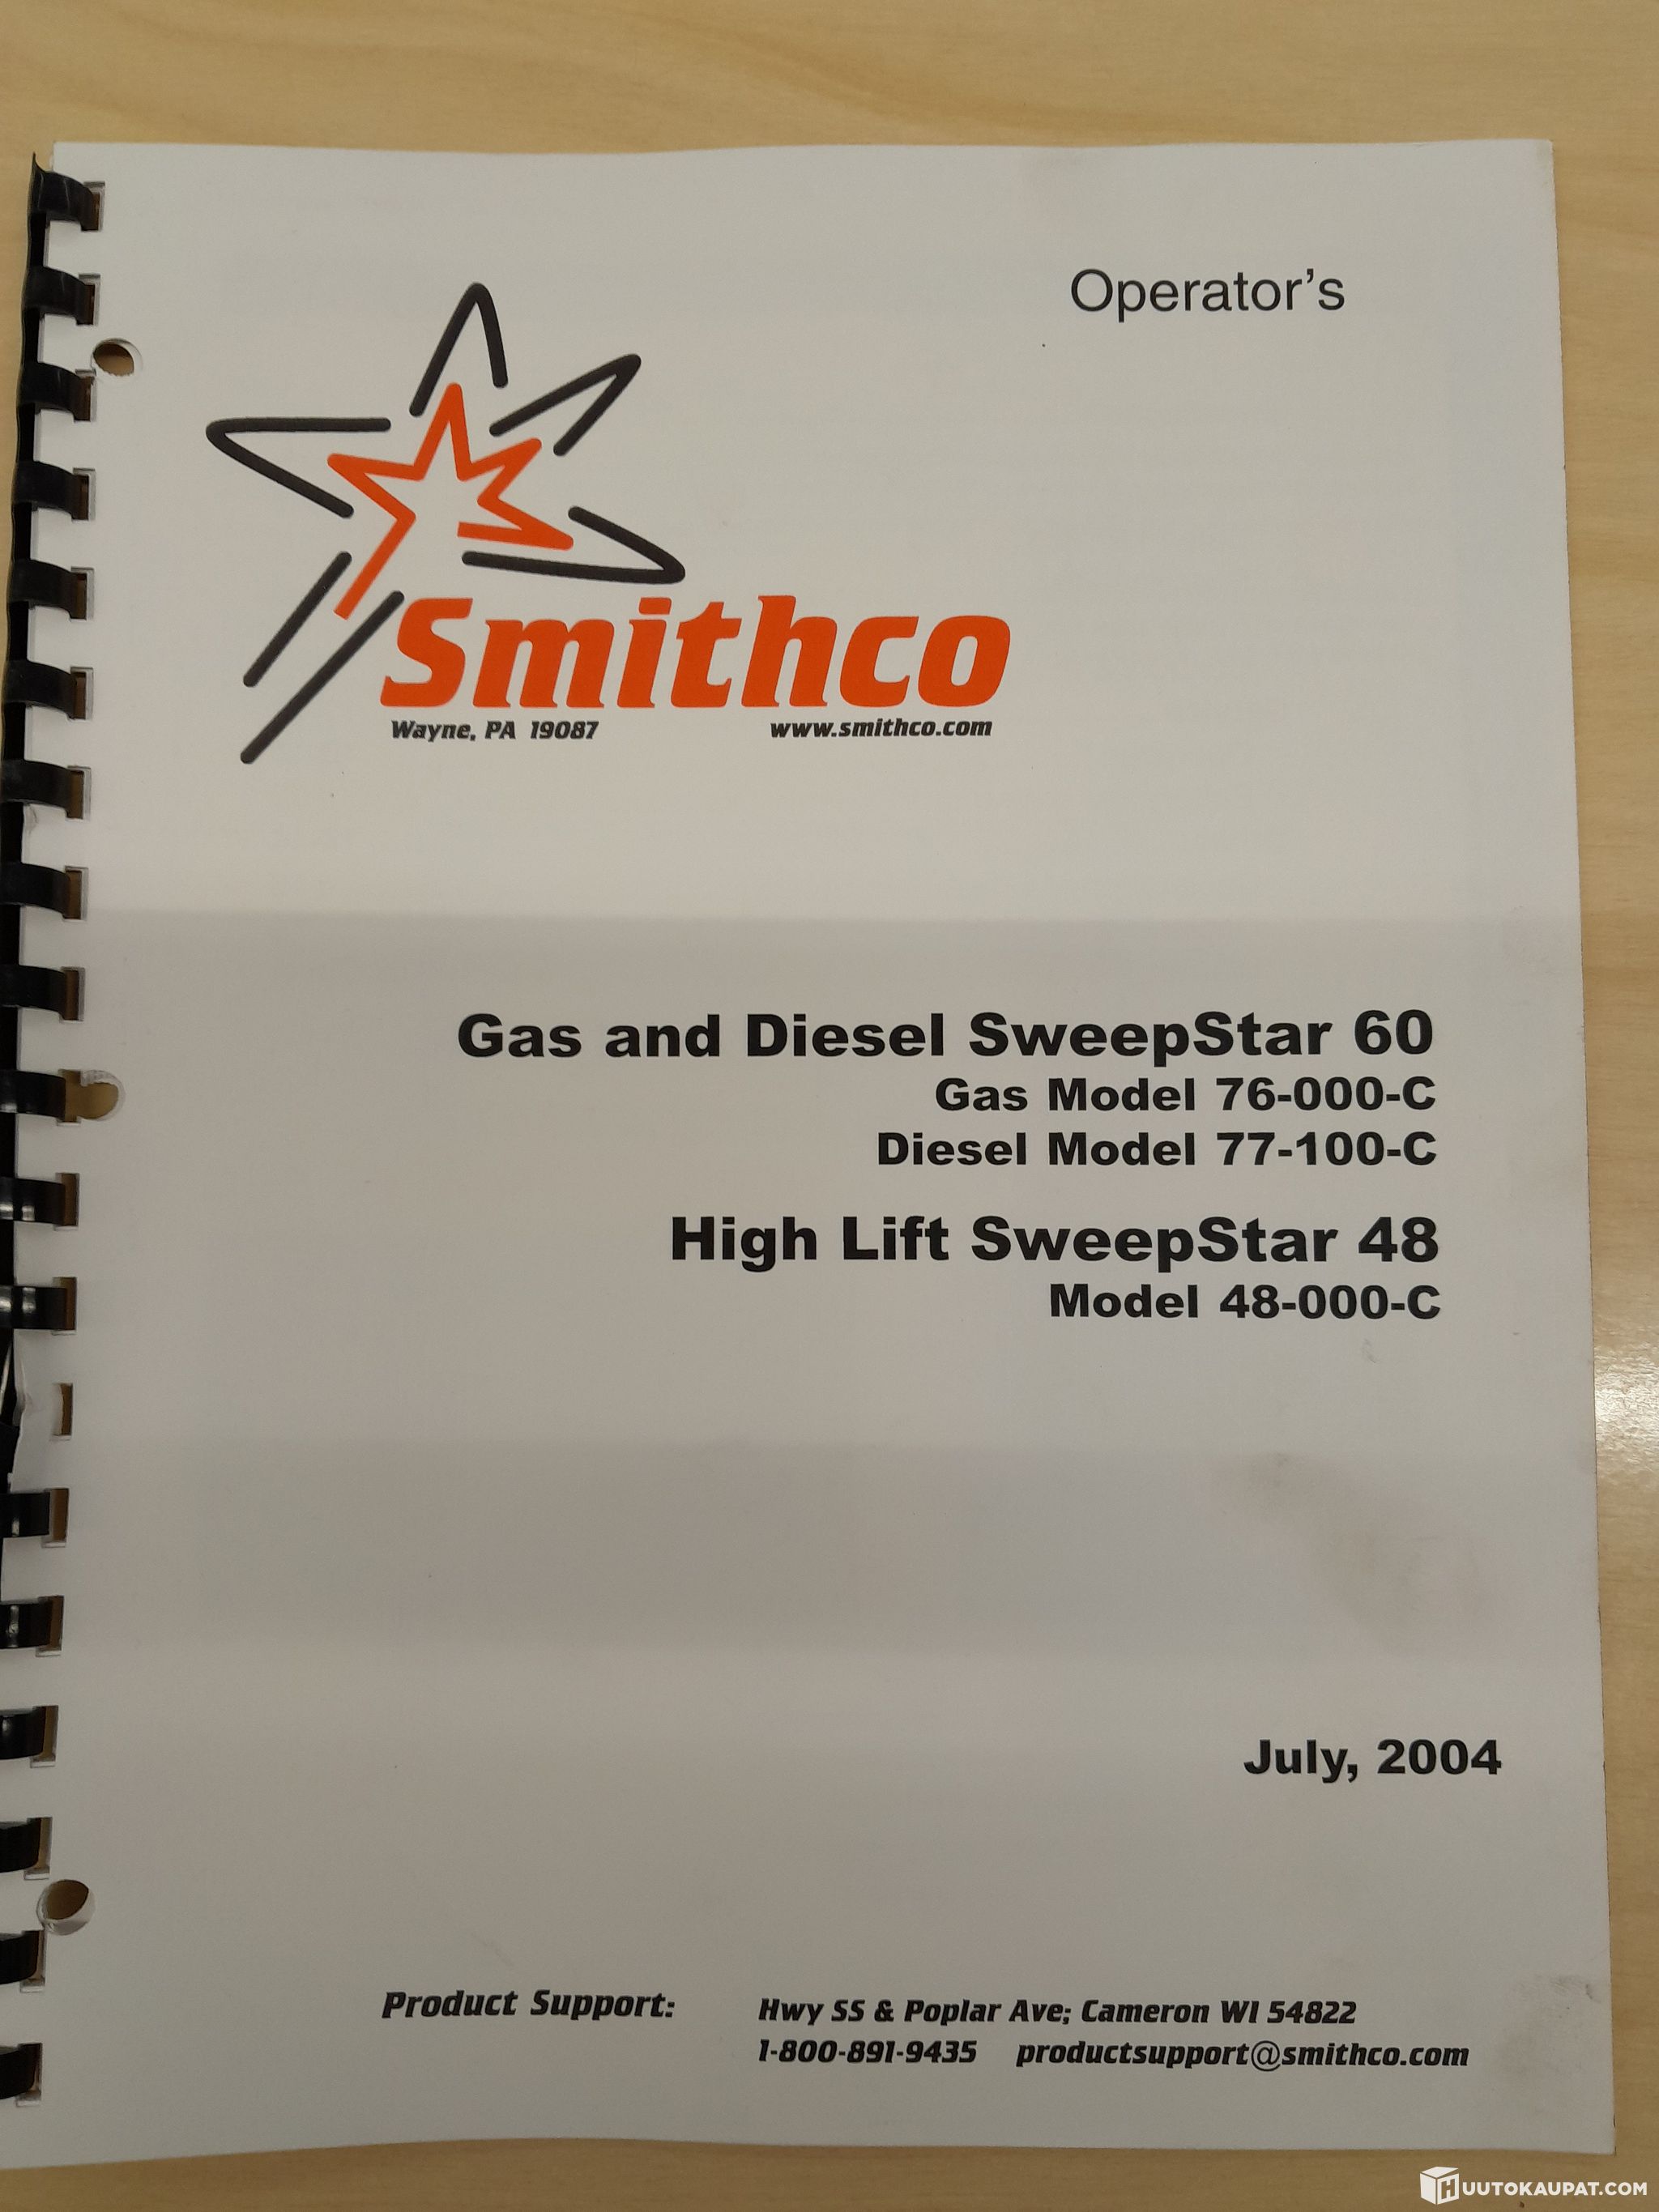 Operator's
Smithco
Wayne, PA 19087 www.smithco.com
Gas and Diesel SweepStar 60
Gas Model 76-000-C
Diesel Model 77-100-C
High Lift SweepStar 48
Model 48-000-C
July, 2004
Product Support: Hwy SS & Poplar Ave; Cameron WI 54822
1-800-891-9435 productsupport@smithco.com
HUUTOKAUPAT.COM